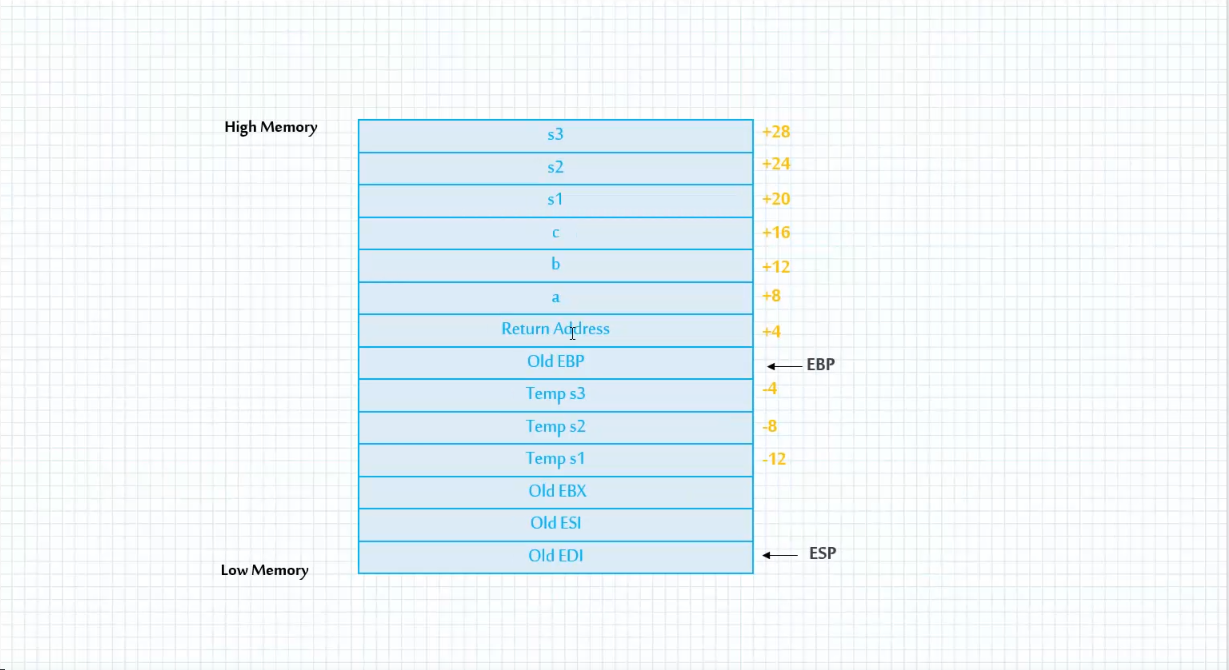 High Memory
s3 +28
s2 +24
s1 +20
c +16
b +12
a +8
Return Address +4
Old EBP EBP
Temp s3 -4
Temp s2 -8
Temp s1 -12
Old EBX
Old ESI
Old EDI ESP
Low Memory